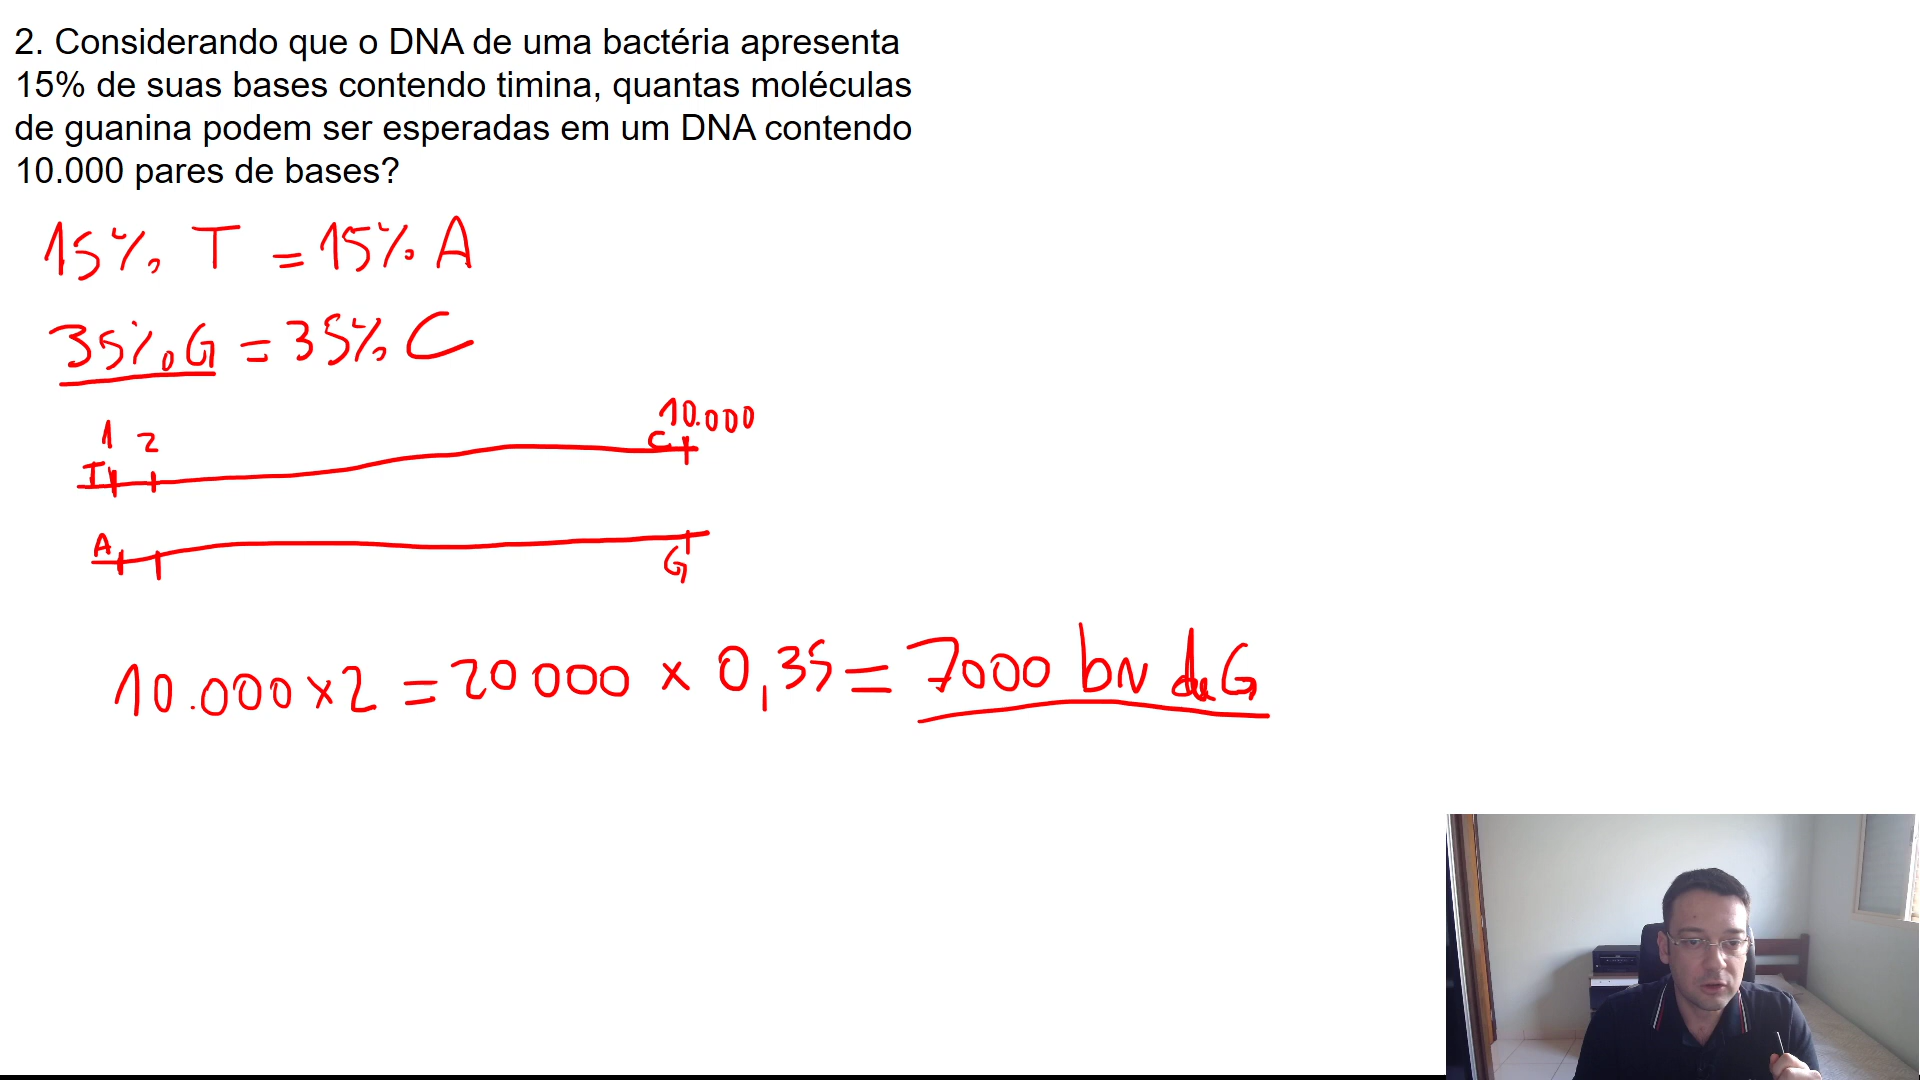 2. Considerando que o DNA de uma bactéria apresenta
15% de suas bases contendo timina, quantas moléculas
de guanina podem ser esperadas em um DNA contendo
10.000 pares de bases?
15% T = 15% A
35% G = 35% C
10.000
1 2
T C
A
G
10.000 x 2 = 20 000 x 0,35 = 7000 bN de G